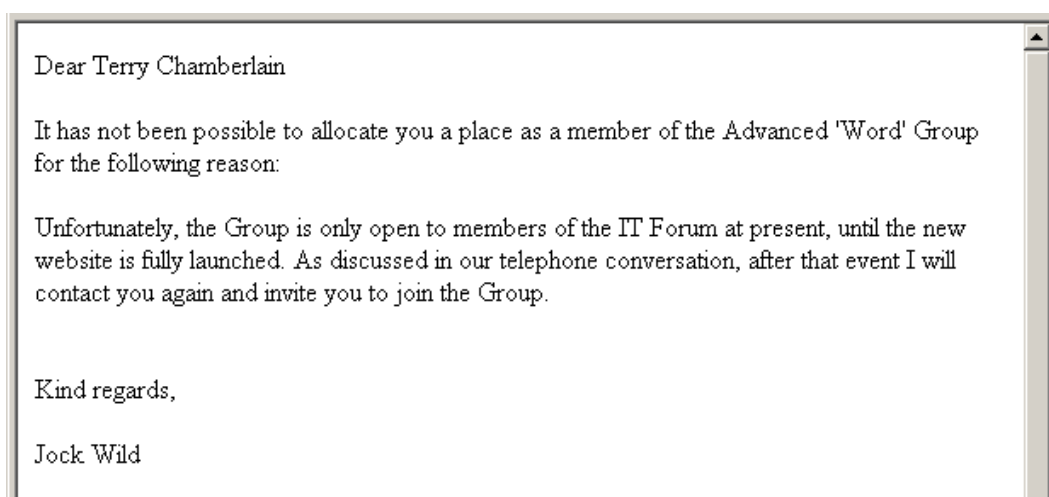 Dear Terry Chamberlain
It has not been possible to allocate you a place as a member of the Advanced 'Word' Group
for the following reason:
Unfortunately, the Group is only open to members of the IT Forum at present, until the new
website is fully launched. As discussed in our telephone conversation, after that event I will
contact you again and invite you to join the Group.
Kind regards,
Jock Wild